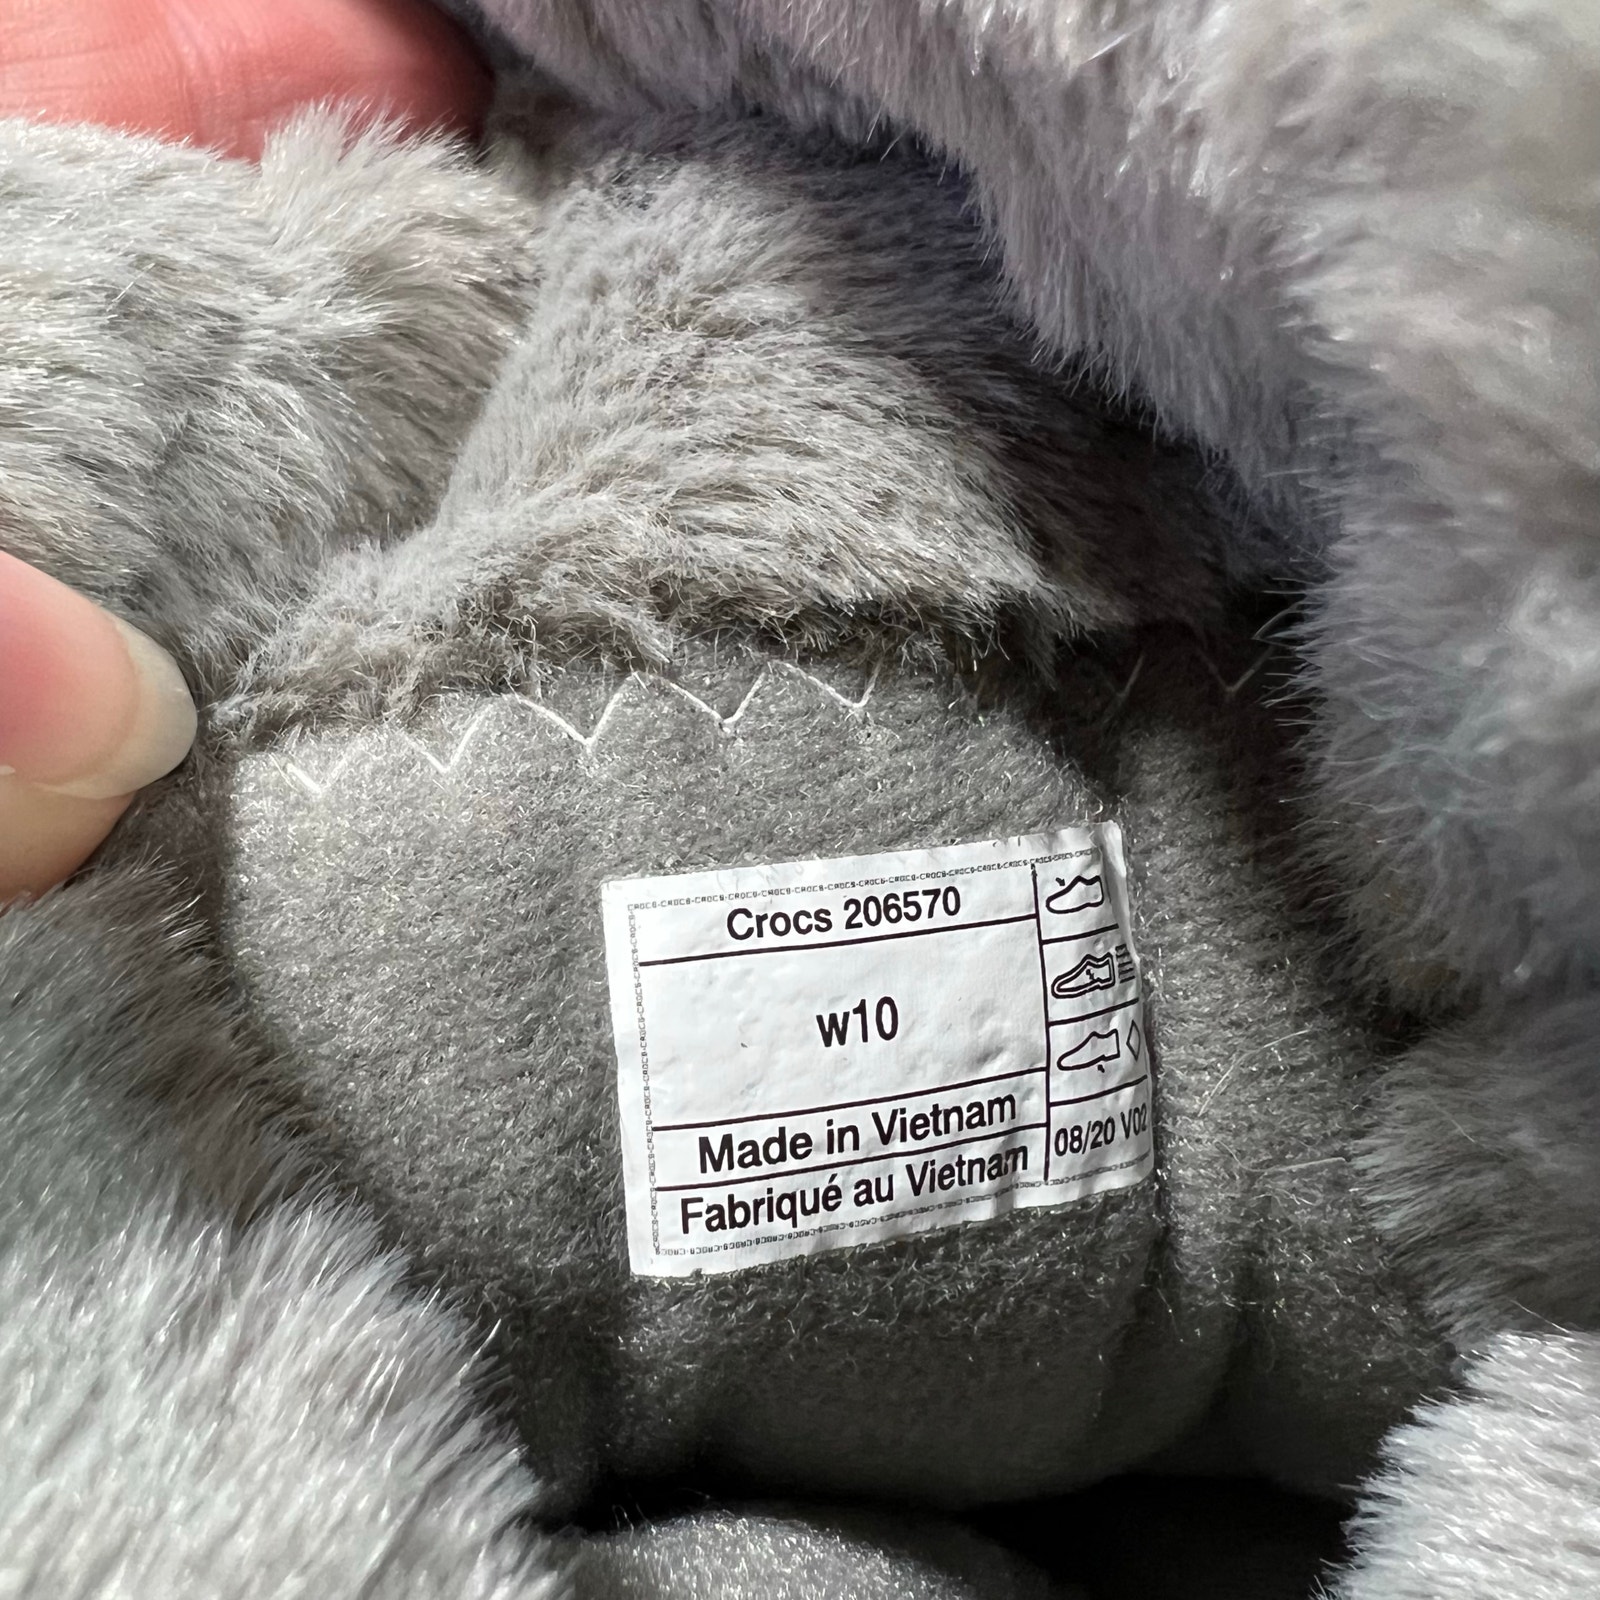 Crocs 206570
w10
Made in Vietnam
Fabriqué au Vietnam
08/20 V02